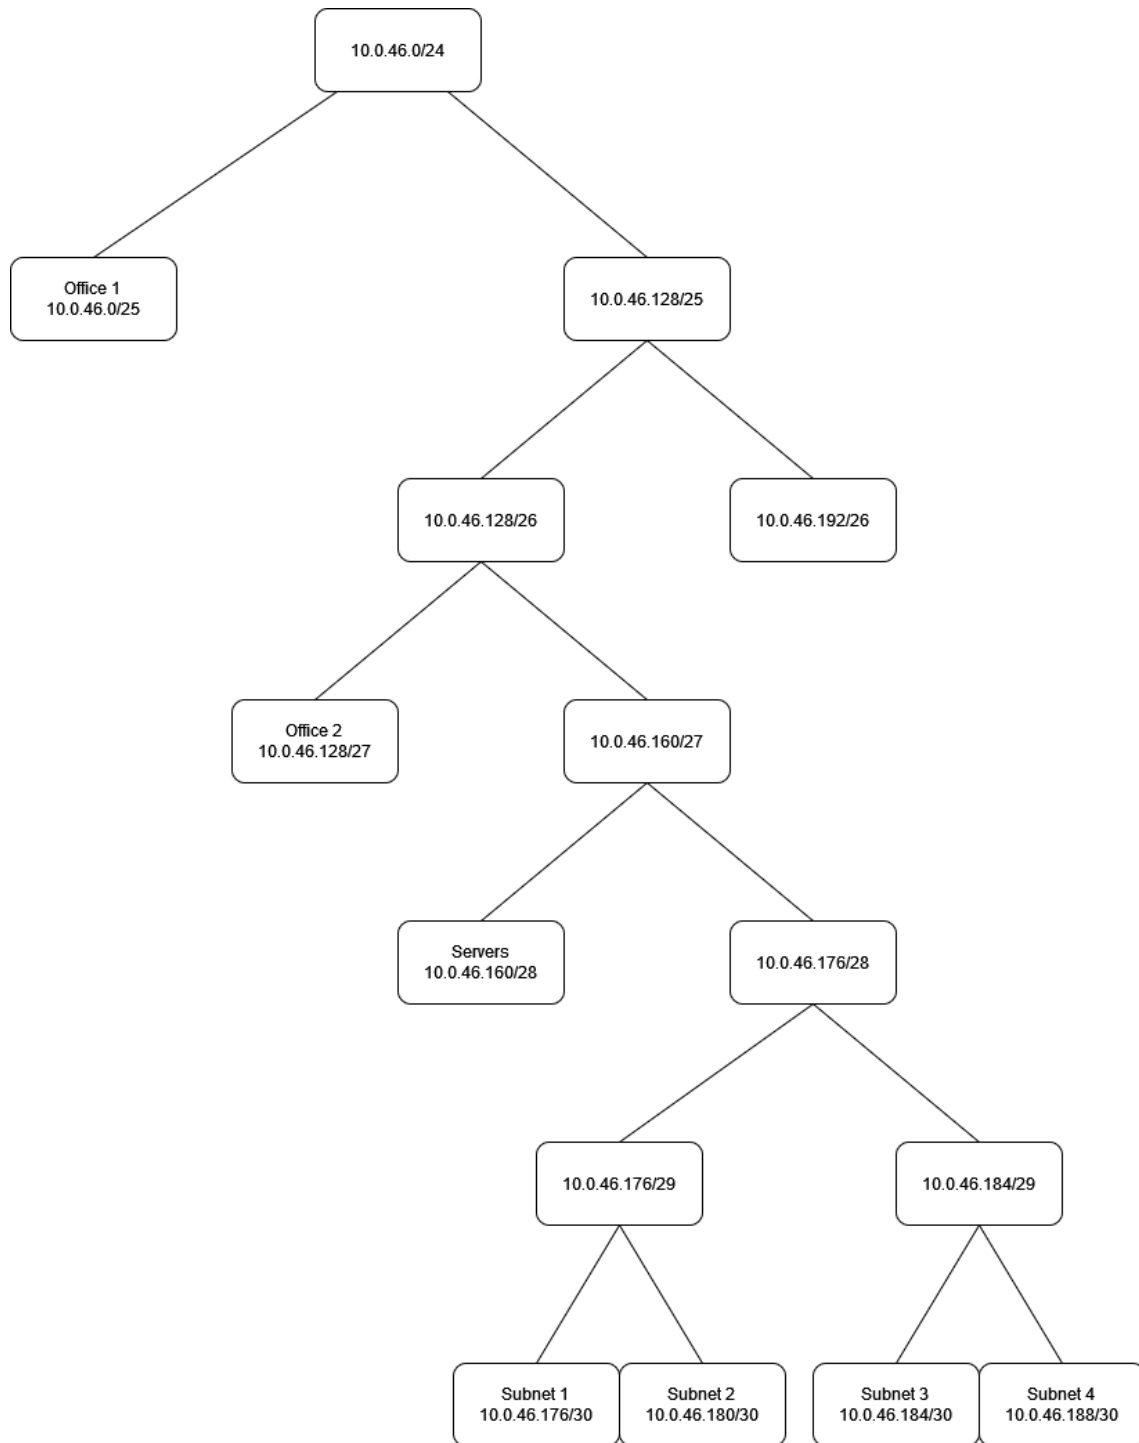 10.0.46.0/24
Office 1
10.0.46.0/25
10.0.46.128/25
10.0.46.128/26
10.0.46.192/26
Office 2
10.0.46.128/27
10.0.46.160/27
Servers
10.0.46.160/28
10.0.46.176/28
10.0.46.176/29
10.0.46.184/29
Subnet 1
10.0.46.176/30
Subnet 2
10.0.46.180/30
Subnet 3
10.0.46.184/30
Subnet 4
10.0.46.188/30